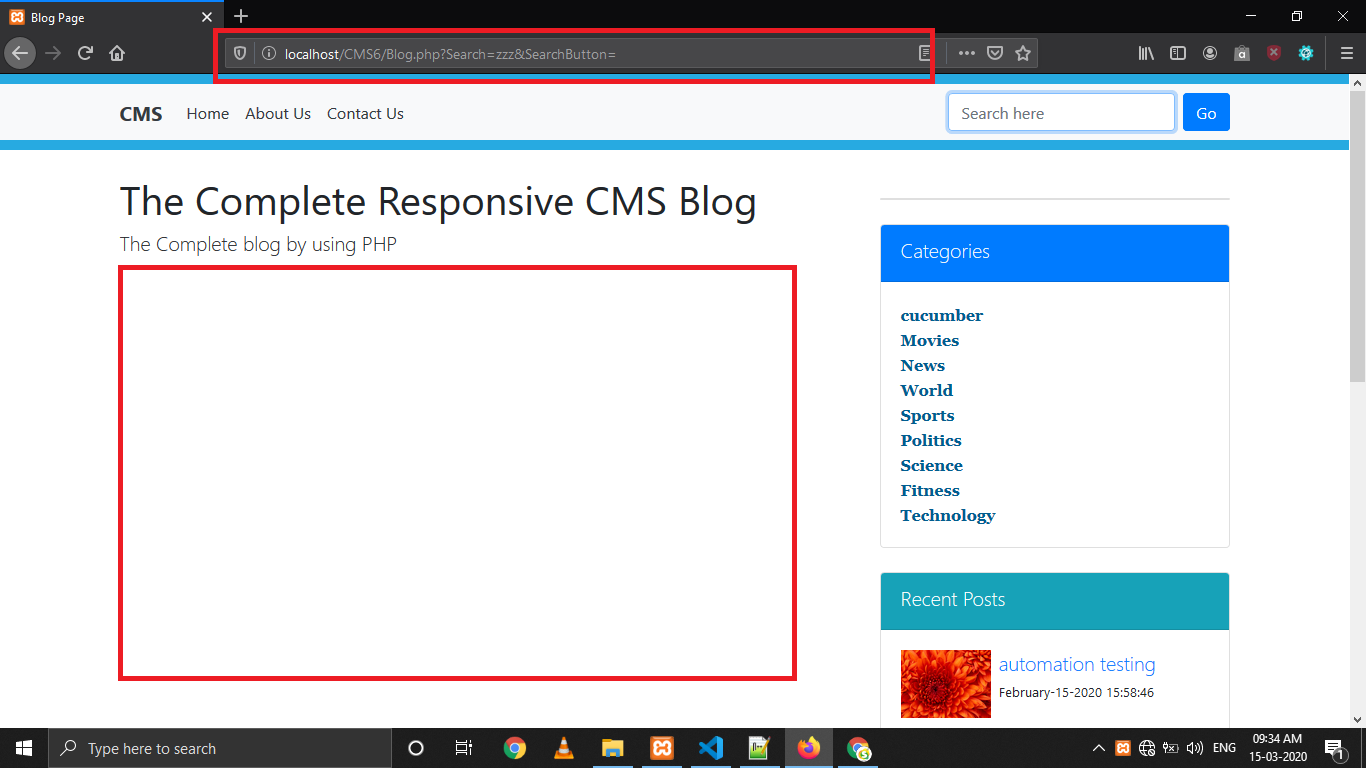 Blog Page
localhost/CMS6/Blog.php?Search=zzz&SearchButton=
CMS Home About Us Contact Us Search here Go
The Complete Responsive CMS Blog
The Complete blog by using PHP
Categories
cucumber
Movies
News
World
Sports
Politics
Science
Fitness
Technology
Recent Posts
automation testing
February-15-2020 15:58:46
Type here to search
ENG
09:34 AM
15-03-2020
1